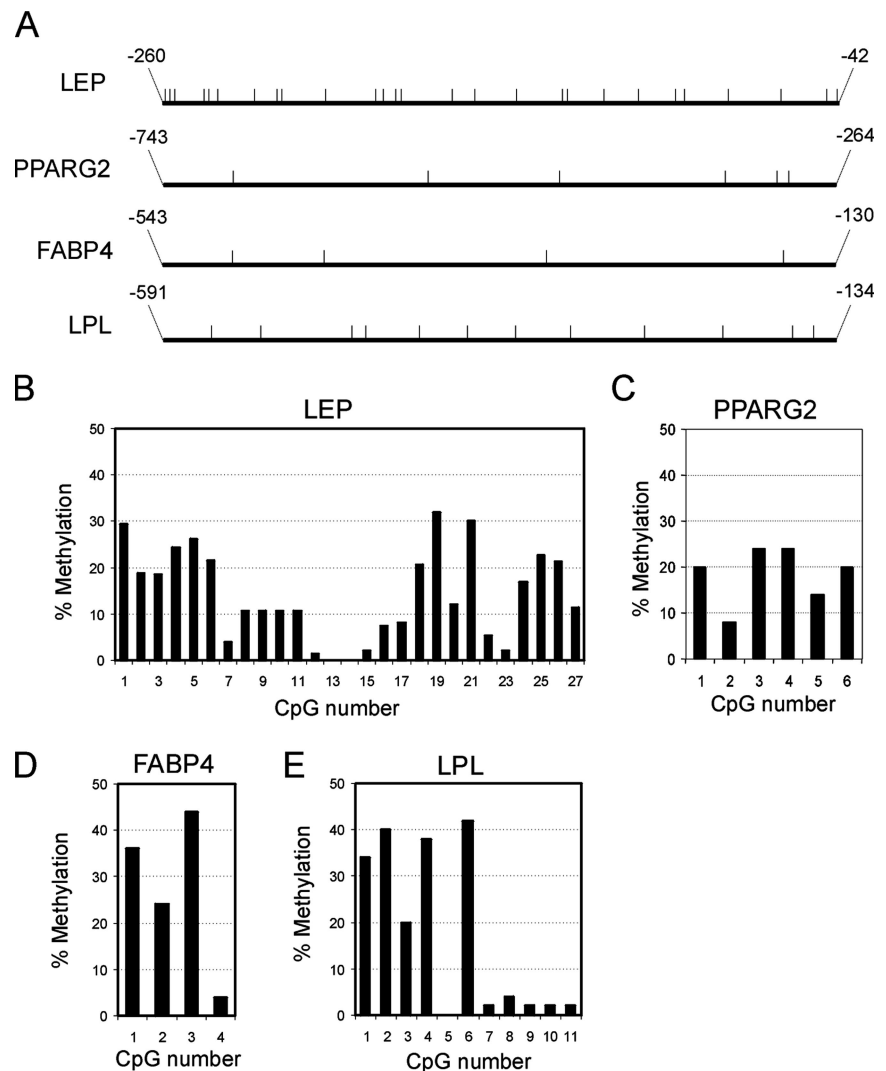 A
-260
-42
LEP
-743
-264
PPARG2
-543
-130
FABP4
-591
-134
LPL
B
LEP
% Methylation
50
40
30
20
10
0
1 3 5 7 9 11 13 15 17 19 21 23 25 27
CpG number
C
PPARG2
% Methylation
50
40
30
20
10
0
1 2 3 4 5 6
CpG number
D
FABP4
% Methylation
50
40
30
20
10
0
1 2 3 4
CpG number
E
LPL
% Methylation
50
40
30
20
10
0
1 2 3 4 5 6 7 8 9 10 11
CpG number